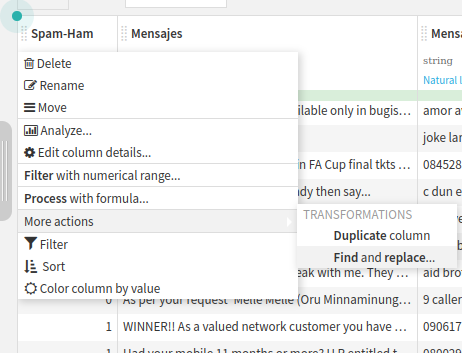 Spam-Ham
Mensajes
Mensa
string
Natural l
Delete
Rename
Move
Analyze...
Edit column details...
Filter with numerical range...
Process with formula...
More actions
Filter
Sort
Color column by value
TRANSFORMATIONS
Duplicate column
Find and replace...
ilable only in bugis...
amor a
joke lar
in FA Cup final tkts ...
084528
dy then say...
c dun e
eak with me. They ...
aid bro
As per your request 'Melle Melle (Oru Minnaminung...
9 caller
1
WINNER!! As a valued network customer you have ...
090617
1
Had your mobile 11 months or more? U R entitled t...